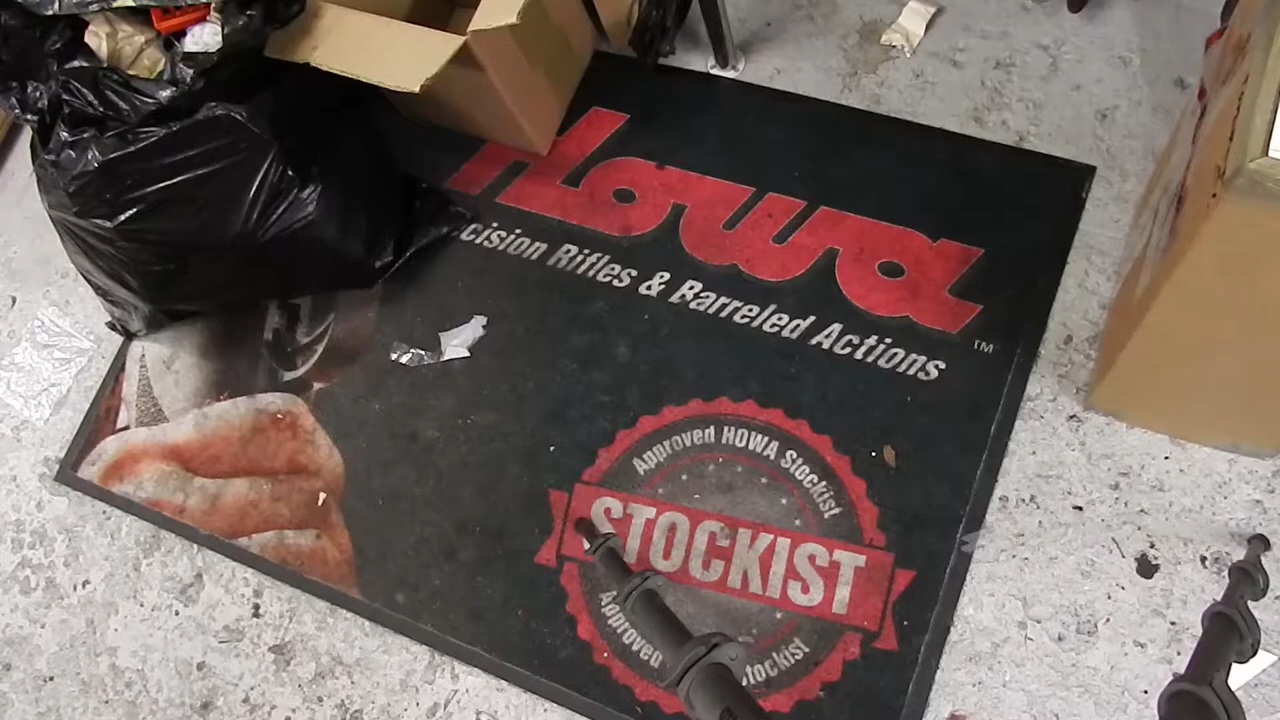 Howa
cision Rifles & Barreled Actions
TM
Approved HOWA Stockist
STOCKIST
Approved
Stockist